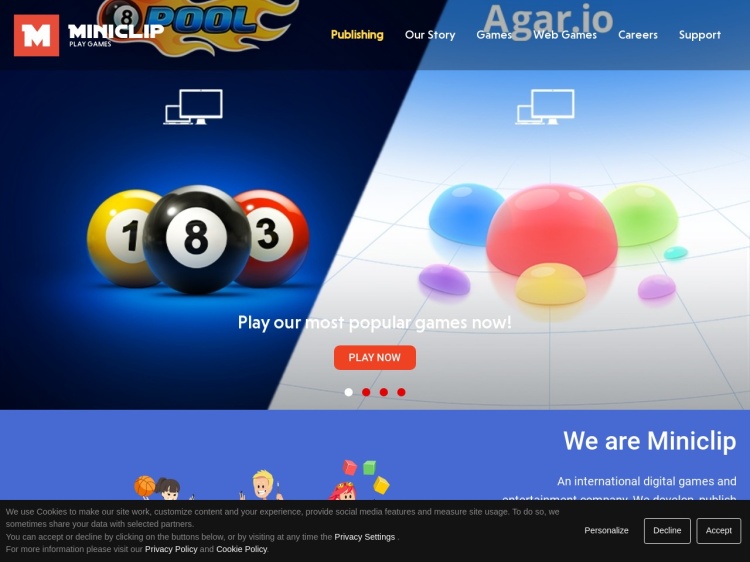 8 POOL
Agar.io
MINICLIP
PLAY GAMES
Publishing Our Story Games Web Games Careers Support
1 8 3
Play our most popular games now!
PLAY NOW
We are Miniclip
An international digital games and
entertainment company. We develop, publish
We use Cookies to make our site work, customize content and your experience, provide social media features and measure site usage. To do so, we
sometimes share your data with selected partners.
You can accept or decline by clicking on the buttons below, or by visiting at any time the Privacy Settings .
For more information please visit our Privacy Policy and Cookie Policy.
Personalize Decline Accept